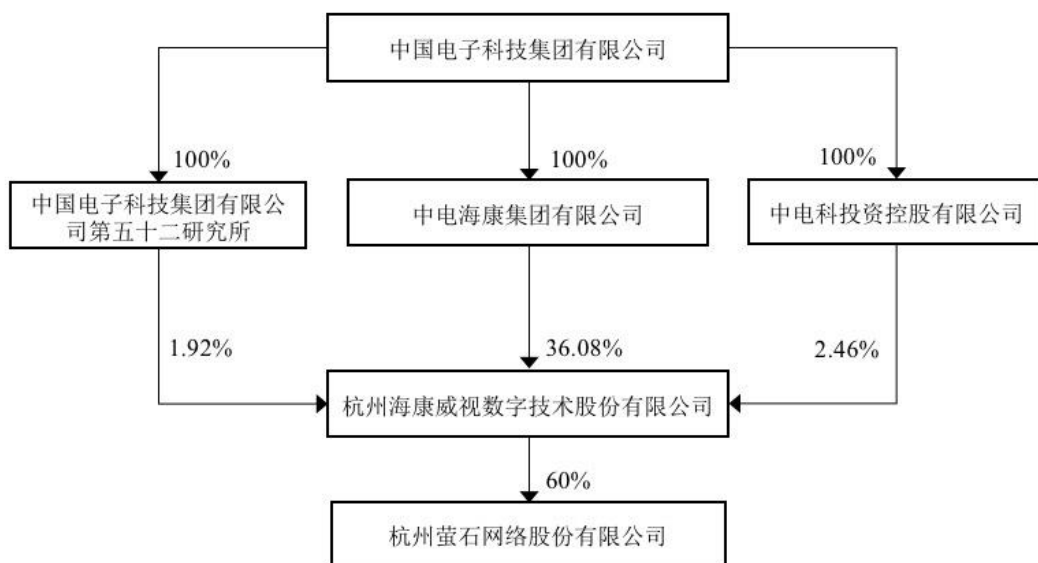 中国电子科技集团有限公司
100%
100%
100%
中国电子科技集团有限公
司第五十二研究所
中电海康集团有限公司
中电科投资控股有限公司
1.92%
36.08%
2.46%
杭州海康威视数字技术股份有限公司
60%
杭州萤石网络股份有限公司